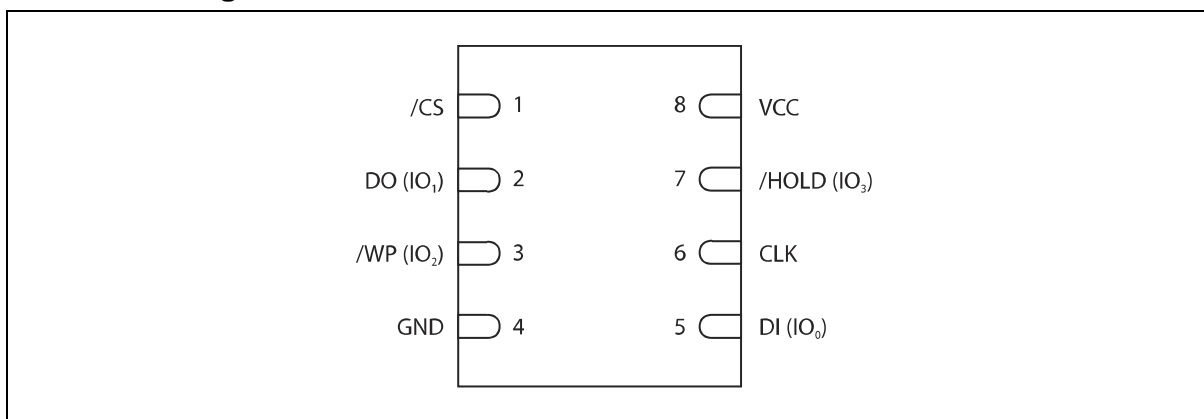 g
/CS 1 8 VCC
DO (IO₁) 2 7 /HOLD (IO₃)
/WP (IO₂) 3 6 CLK
GND 4 5 DI (IO₀)